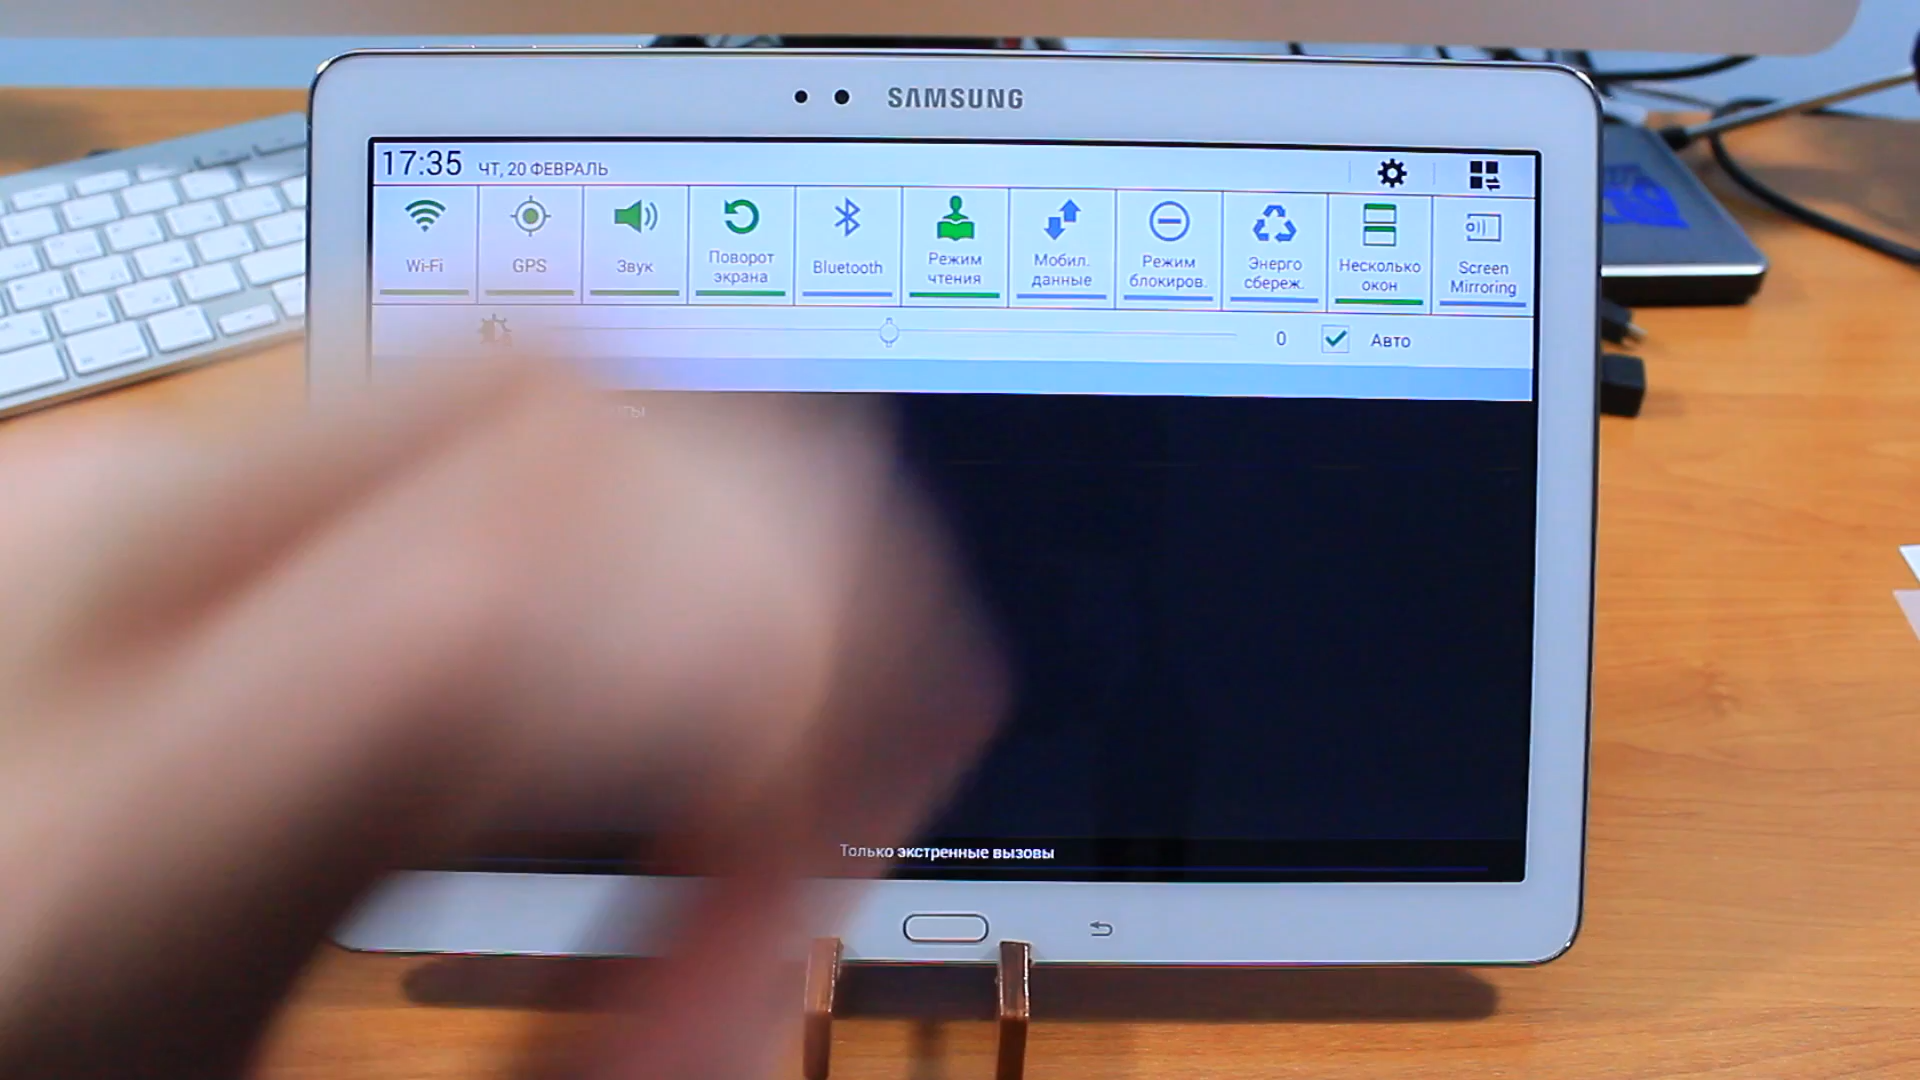 SAMSUNG
17:35 ЧТ, 20 ФЕВРАЛЬ
Wi-Fi
GPS
Звук
Поворот
экрана
Bluetooth
Режим
чтения
Мобил.
данные
Режим
блокиров.
Энерго
сбереж.
Несколько
окон
Screen
Mirroring
0
Авто
Только экстренные вызовы